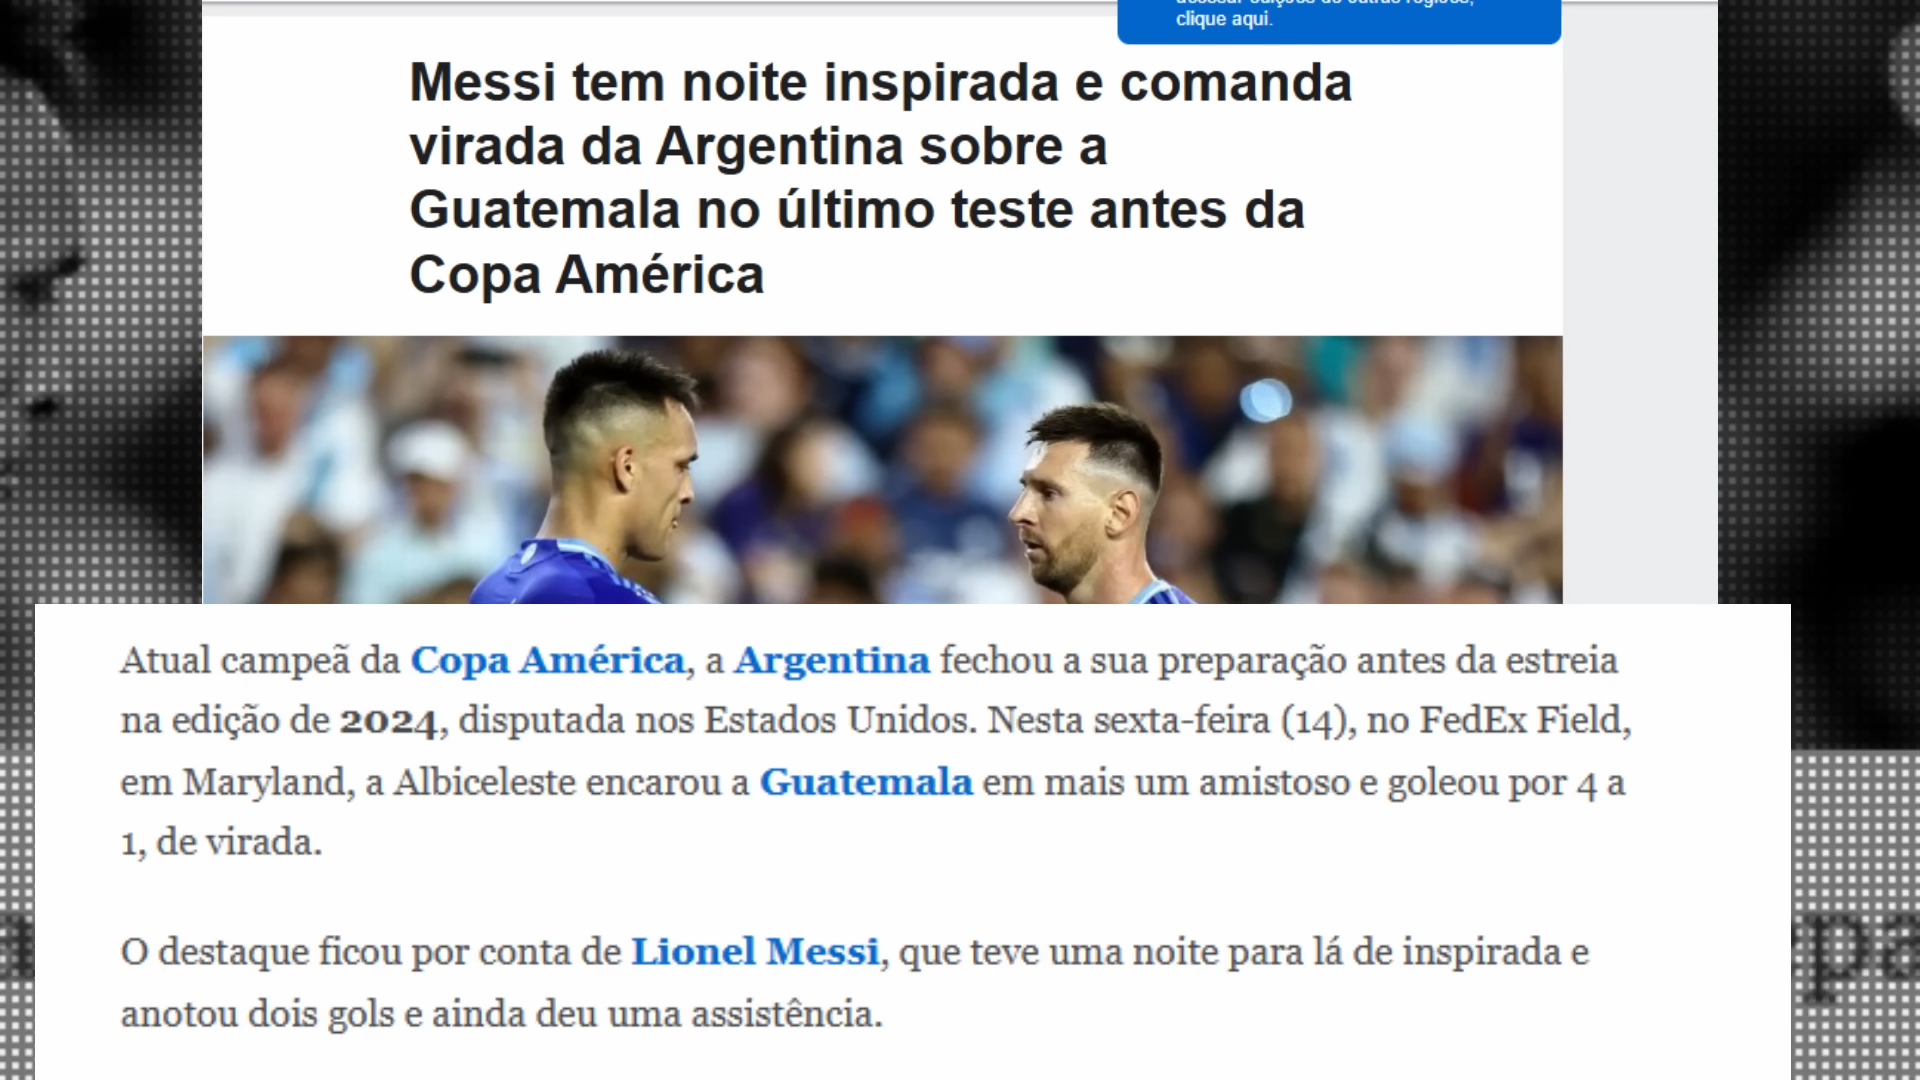 clique aqui.
Messi tem noite inspirada e comanda
virada da Argentina sobre a
Guatemala no último teste antes da
Copa América
Atual campeã da Copa América, a Argentina fechou a sua preparação antes da estreia
na edição de 2024, disputada nos Estados Unidos. Nesta sexta-feira (14), no FedEx Field,
em Maryland, a Albiceleste encarou a Guatemala em mais um amistoso e goleou por 4 a
1, de virada.
O destaque ficou por conta de Lionel Messi, que teve uma noite para lá de inspirada e
anotou dois gols e ainda deu uma assistência.